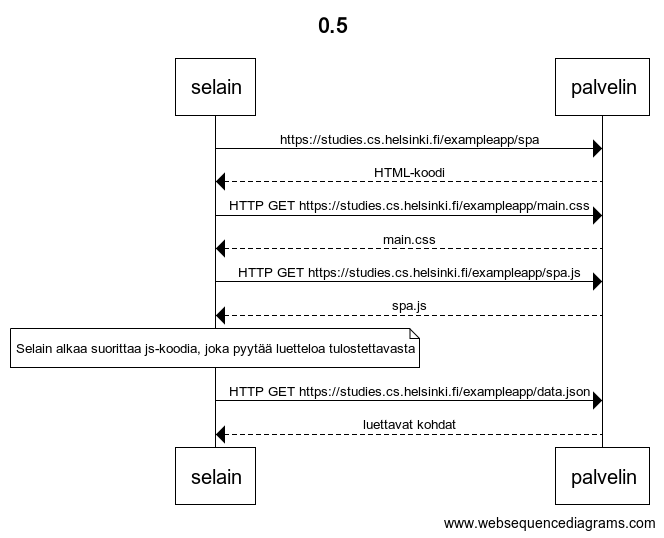 0.5
selain
palvelin
https://studies.cs.helsinki.fi/exampleapp/spa
HTML-koodi
HTTP GET https://studies.cs.helsinki.fi/exampleapp/main.css
main.css
HTTP GET https://studies.cs.helsinki.fi/exampleapp/spa.js
spa.js
Selain alkaa suorittaa js-koodia, joka pyytää luetteloa tulostettavasta
HTTP GET https://studies.cs.helsinki.fi/exampleapp/data.json
luettavat kohdat
selain
palvelin
www.websequencediagrams.com